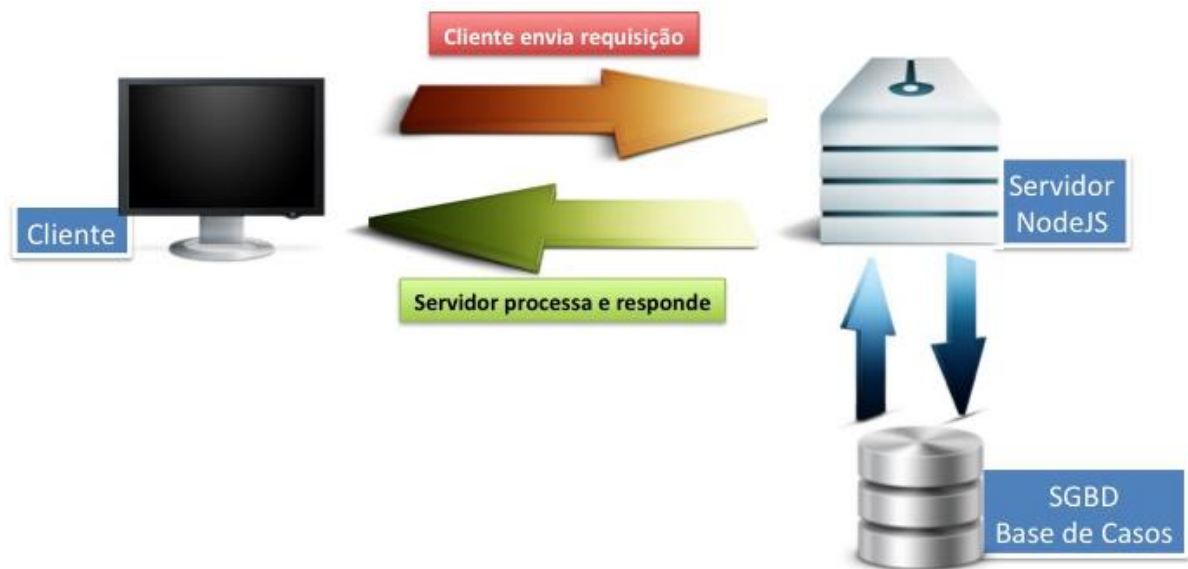 Cliente envia requisição
Cliente
Servidor
NodeJS
Servidor processa e responde
SGBD
Base de Casos